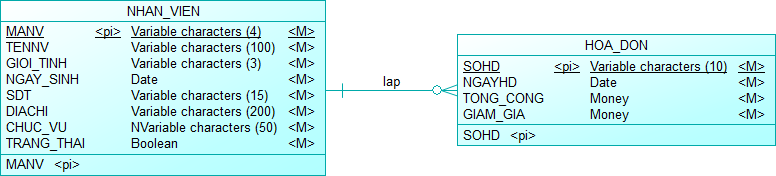 NHAN_VIEN
MANV <pi> Variable characters (4) <M>
TENNV Variable characters (100) <M>
GIOI_TINH Variable characters (3) <M>
NGAY_SINH Date <M>
SDT Variable characters (15) <M>
DIACHI Variable characters (200) <M>
CHUC_VU NVariable characters (50) <M>
TRANG_THAI Boolean <M>
MANV <pi>
lap
HOA_DON
SOHD <pi> Variable characters (10) <M>
NGAYHD Date <M>
TONG_CONG Money <M>
GIAM_GIA Money <M>
SOHD <pi>